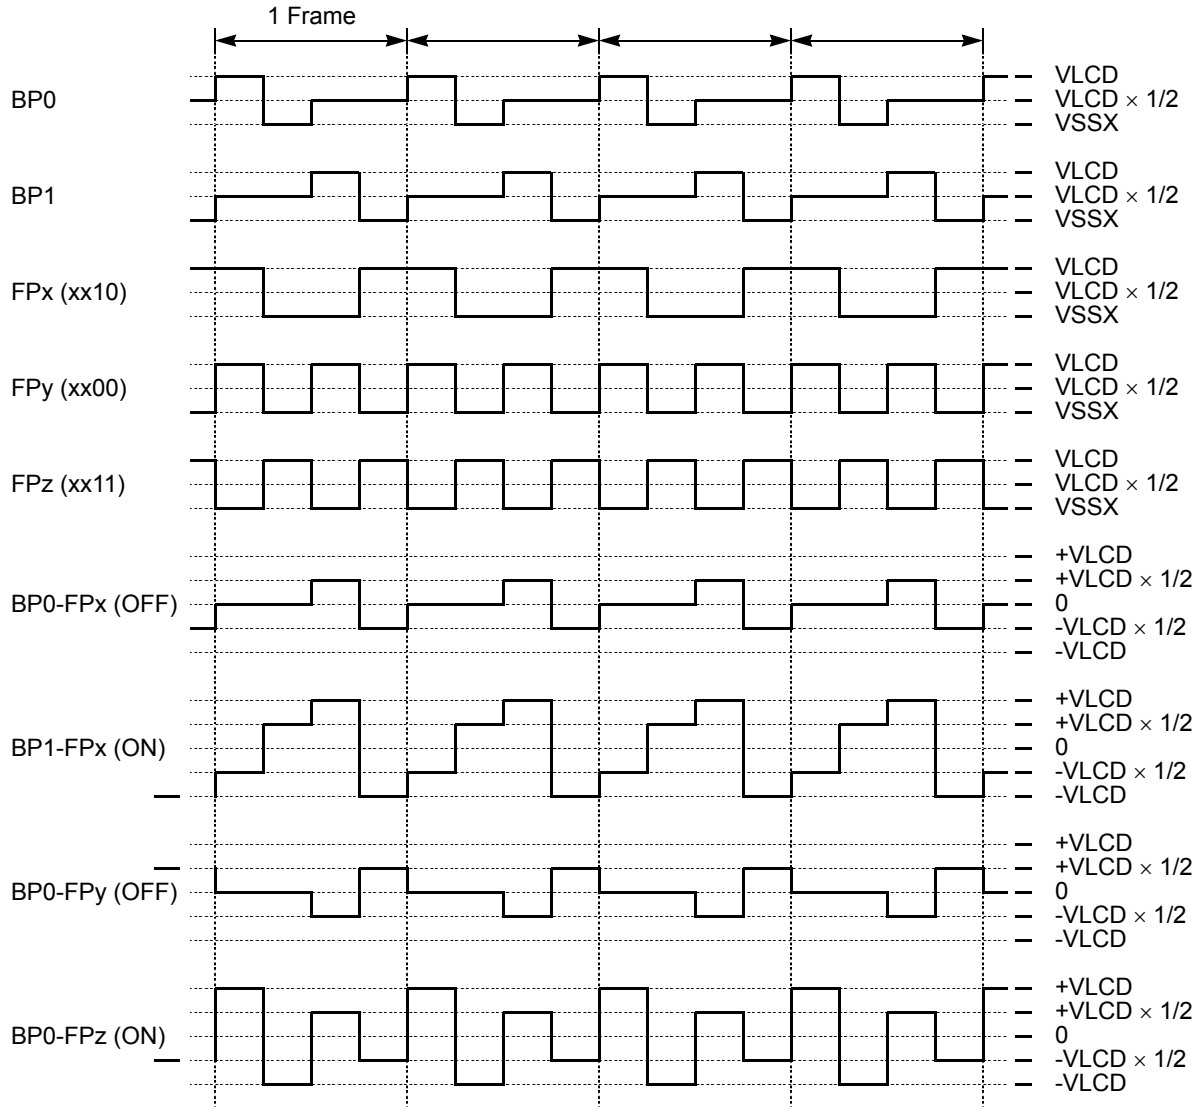 1 Frame
BP0
VLCD
VLCD × 1/2
VSSX
BP1
VLCD
VLCD × 1/2
VSSX
FPx (xx10)
VLCD
VLCD × 1/2
VSSX
FPy (xx00)
VLCD
VLCD × 1/2
VSSX
FPz (xx11)
VLCD
VLCD × 1/2
VSSX
BP0-FPx (OFF)
+VLCD
+VLCD × 1/2
0
-VLCD × 1/2
-VLCD
BP1-FPx (ON)
+VLCD
+VLCD × 1/2
0
-VLCD × 1/2
-VLCD
BP0-FPy (OFF)
+VLCD
+VLCD × 1/2
0
-VLCD × 1/2
-VLCD
BP0-FPz (ON)
+VLCD
+VLCD × 1/2
0
-VLCD × 1/2
-VLCD